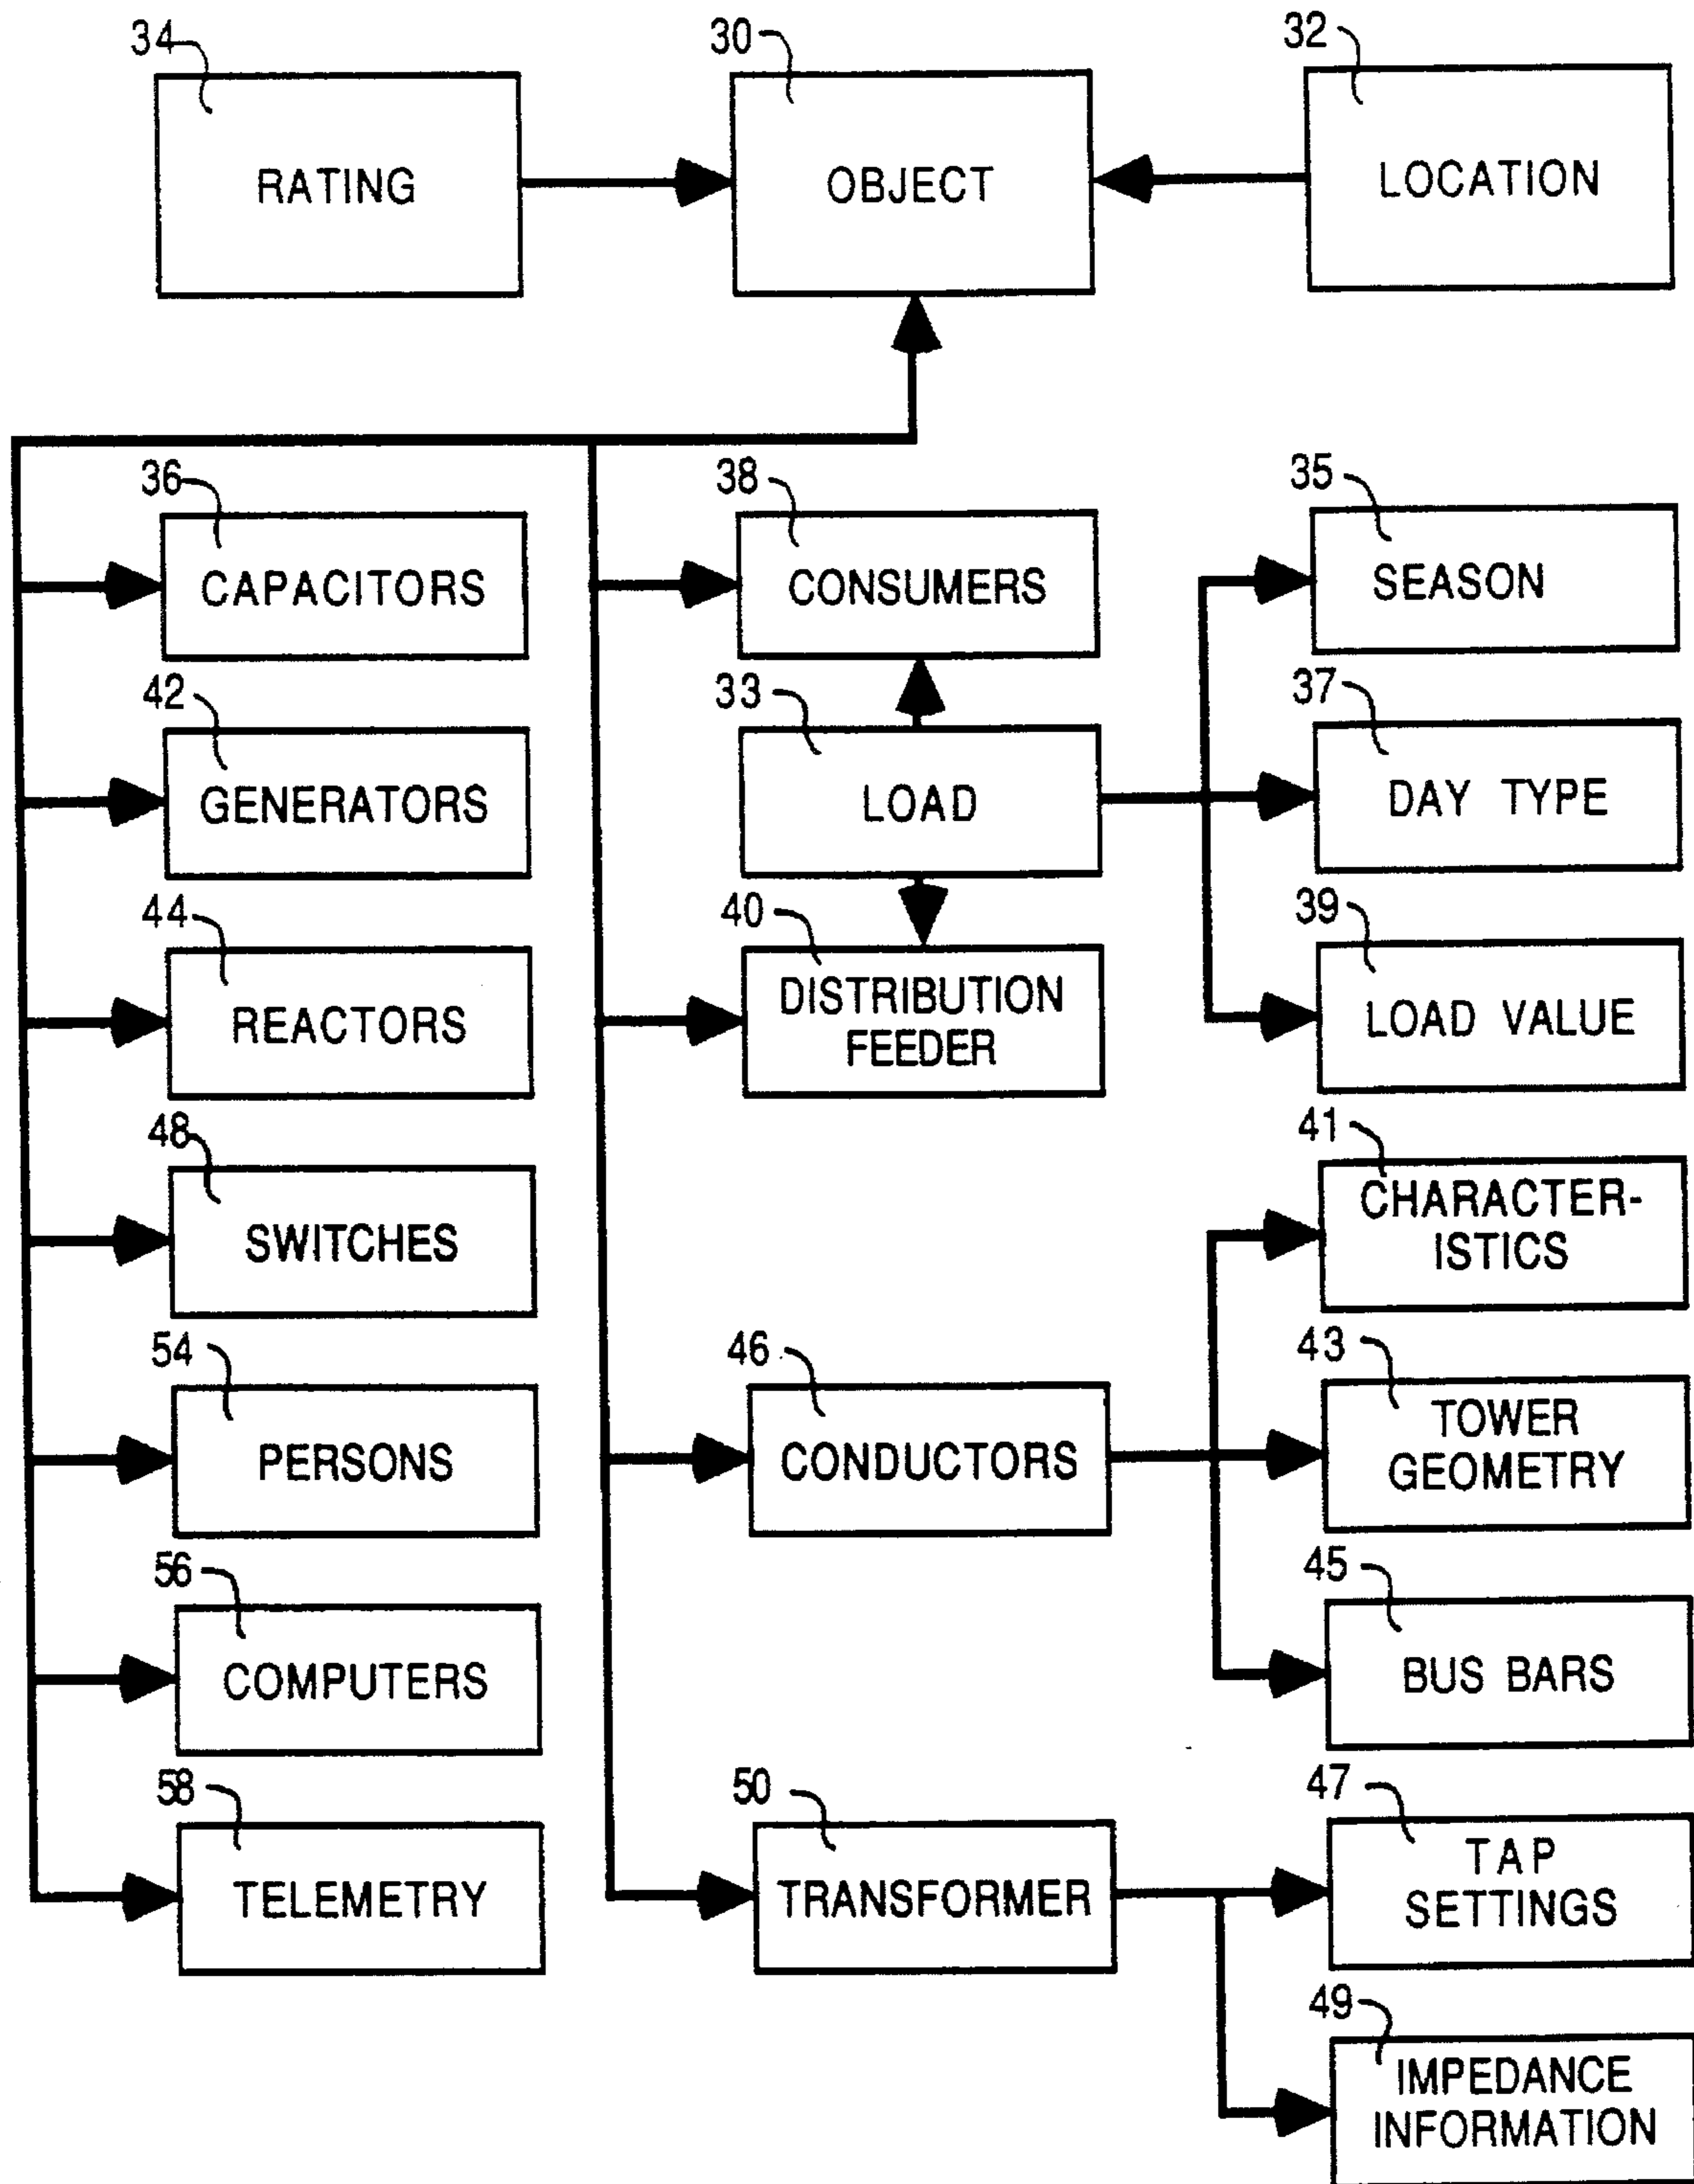 34
30
32
RATING
OBJECT
LOCATION
36
38
35
CAPACITORS
CONSUMERS
SEASON
42
33
37
GENERATORS
LOAD
DAY TYPE
44
40
39
REACTORS
DISTRIBUTION
FEEDER
LOAD VALUE
48
41
SWITCHES
CHARACTER-
ISTICS
54
46
43
PERSONS
CONDUCTORS
TOWER
GEOMETRY
56
45
COMPUTERS
BUS BARS
58
50
47
TELEMETRY
TRANSFORMER
TAP
SETTINGS
49
IMPEDANCE
INFORMATION